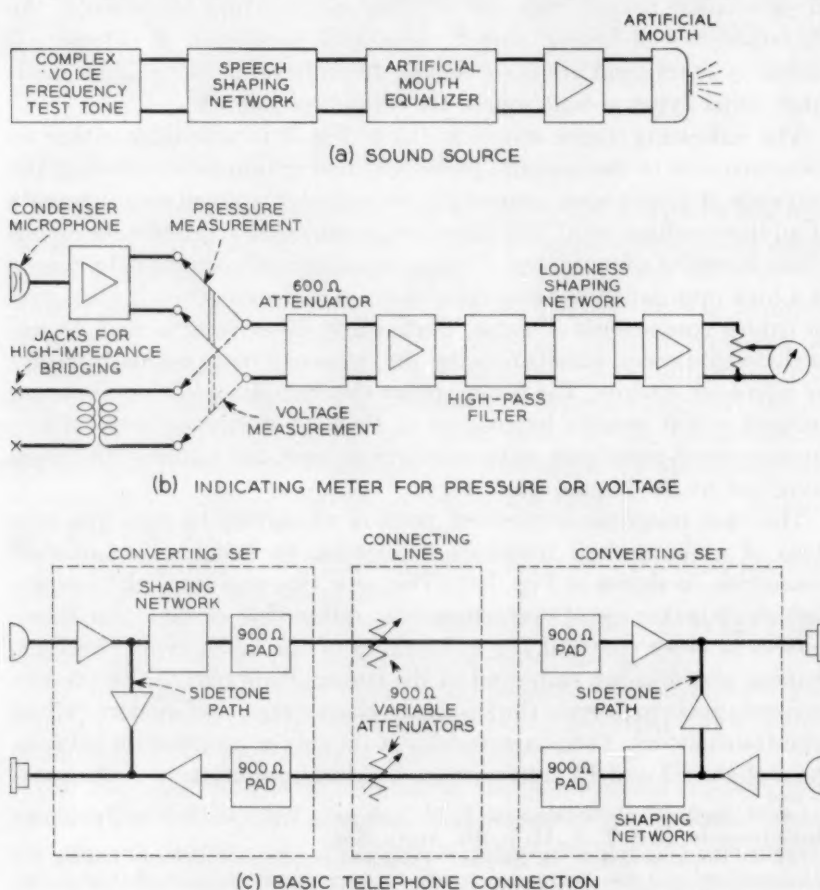 ARTIFICIAL
MOUTH
COMPLEX
VOICE
FREQUENCY
TEST TONE
SPEECH
SHAPING
NETWORK
ARTIFICIAL
MOUTH
EQUALIZER
(a) SOUND SOURCE
CONDENSER
MICROPHONE
PRESSURE
MEASUREMENT
JACKS FOR
HIGH-IMPEDANCE
BRIDGING
600 Ω
ATTENUATOR
LOUDNESS
SHAPING
NETWORK
HIGH-PASS
FILTER
VOLTAGE
MEASUREMENT
(b) INDICATING METER FOR PRESSURE OR VOLTAGE
CONVERTING SET
CONNECTING
LINES
CONVERTING SET
SHAPING
NETWORK
900 Ω
PAD
900 Ω
PAD
SIDETONE
PATH
900 Ω
VARIABLE
ATTENUATORS
SIDETONE
PATH
900 Ω
PAD
900 Ω
PAD
SHAPING
NETWORK
(c) BASIC TELEPHONE CONNECTION